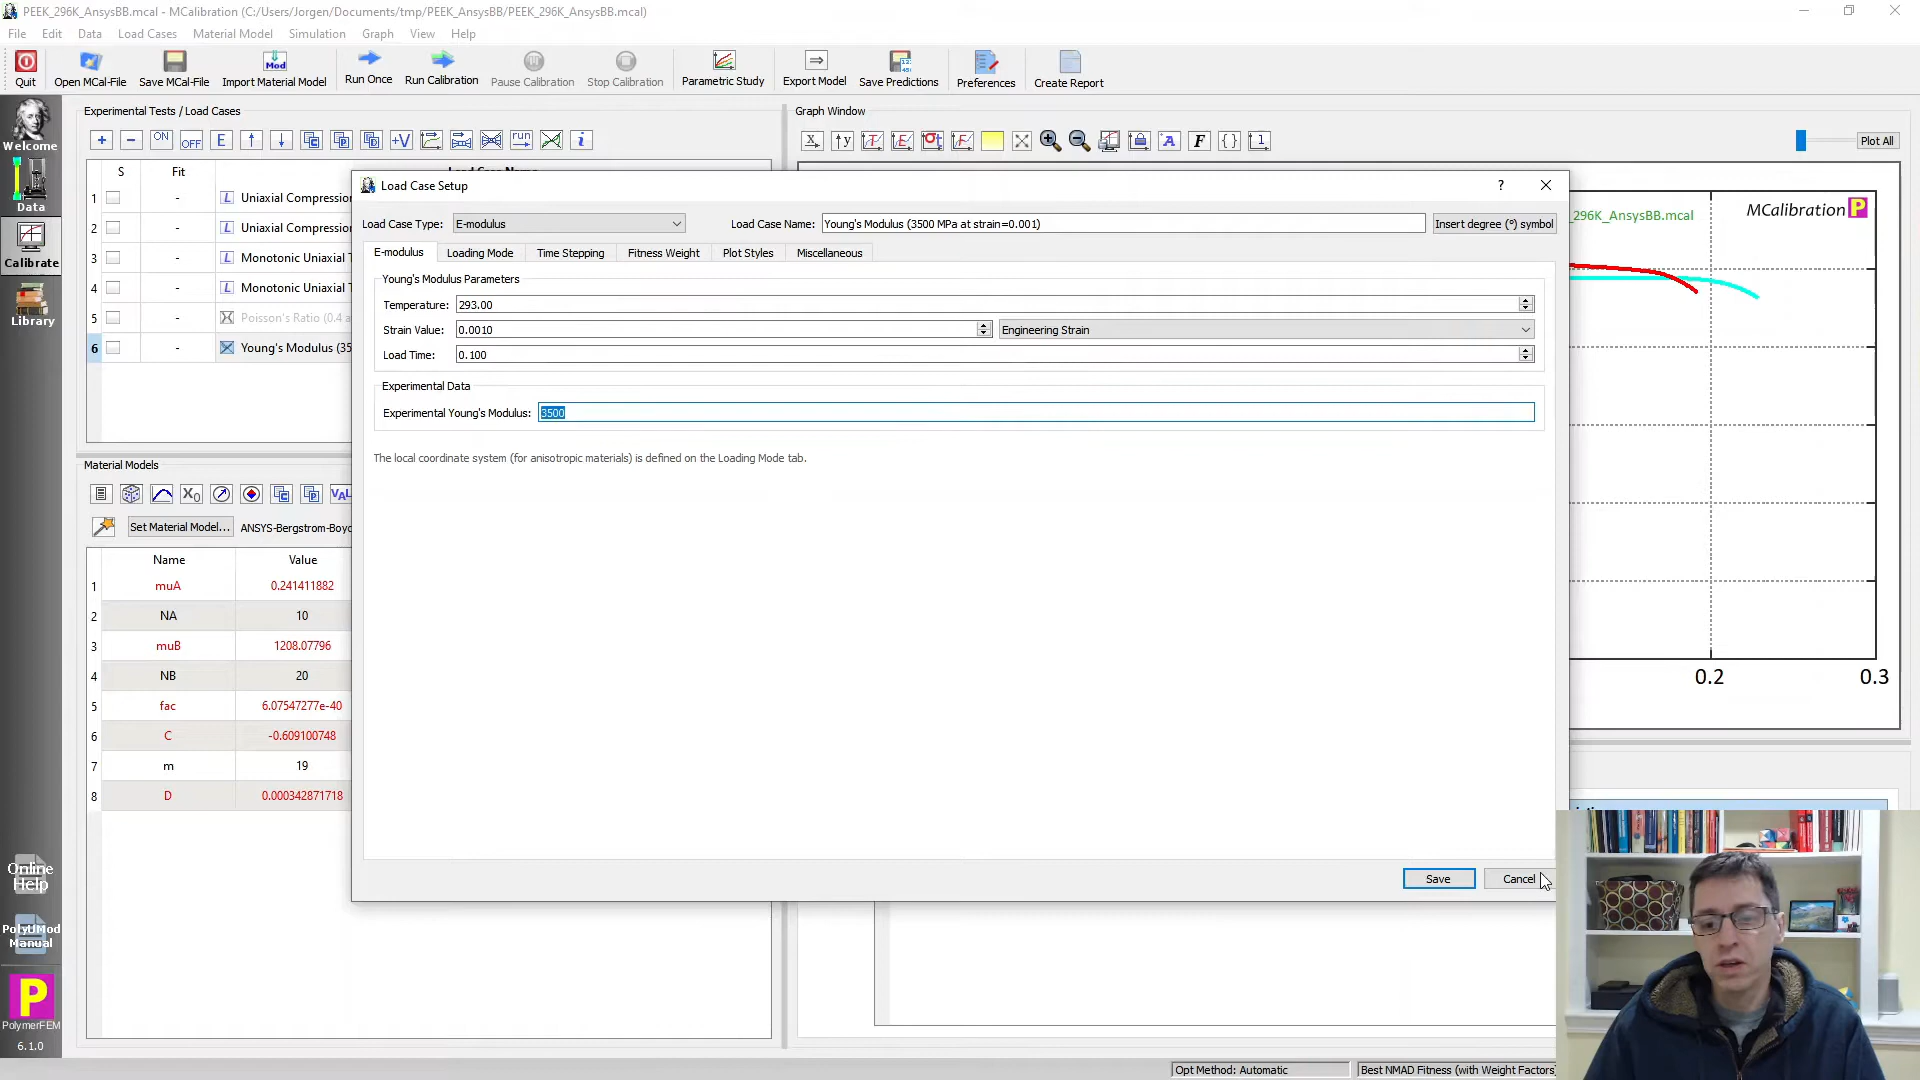 PEEK_296K_AnsysBB.mcal - MCalibration (C:/Users/Jorgen/Documents/tmp/PEEK_AnsysBB/PEEK_296K_AnsysBB.mcal)
File Edit Data Load Cases Material Model Simulation Graph View Help
Quit Open MCal-File Save MCal-File Import Material Model Run Once Run Calibration Pause Calibration Stop Calibration Parametric Study Export Model Save Predictions Preferences Create Report
Experimental Tests / Load Cases
Graph Window
ON OFF E +V run i
Plot All
Welcome
Data
Calibrate
Library
Online Help
PolyUMod Manual
PolymerFEM
6.1.0
S Fit
1 - Uniaxial Compression
2 - Uniaxial Compression
3 - Monotonic Uniaxial T
4 - Monotonic Uniaxial T
5 - Poisson's Ratio (0.4 a
6 - Young's Modulus (35
Load Case Setup
Load Case Type: E-modulus
Load Case Name: Young's Modulus (3500 MPa at strain=0.001)
Insert degree (°) symbol
E-modulus Loading Mode Time Stepping Fitness Weight Plot Styles Miscellaneous
Young's Modulus Parameters
Temperature: 293.00
Strain Value: 0.0010 Engineering Strain
Load Time: 0.100
Experimental Data
Experimental Young's Modulus: 3500
The local coordinate system (for anisotropic materials) is defined on the Loading Mode tab.
Save Cancel
_296K_AnsysBB.mcal
MCalibration P
0.2 0.3
Material Models
Set Material Model... ANSYS-Bergstrom-Boyc
Name Value
1 muA 0.241411882
2 NA 10
3 muB 1208.07796
4 NB 20
5 fac 6.07547277e-40
6 C -0.609100748
7 m 19
8 D 0.000342871718
Opt Method: Automatic
Best NMAD Fitness (with Weight Factors)